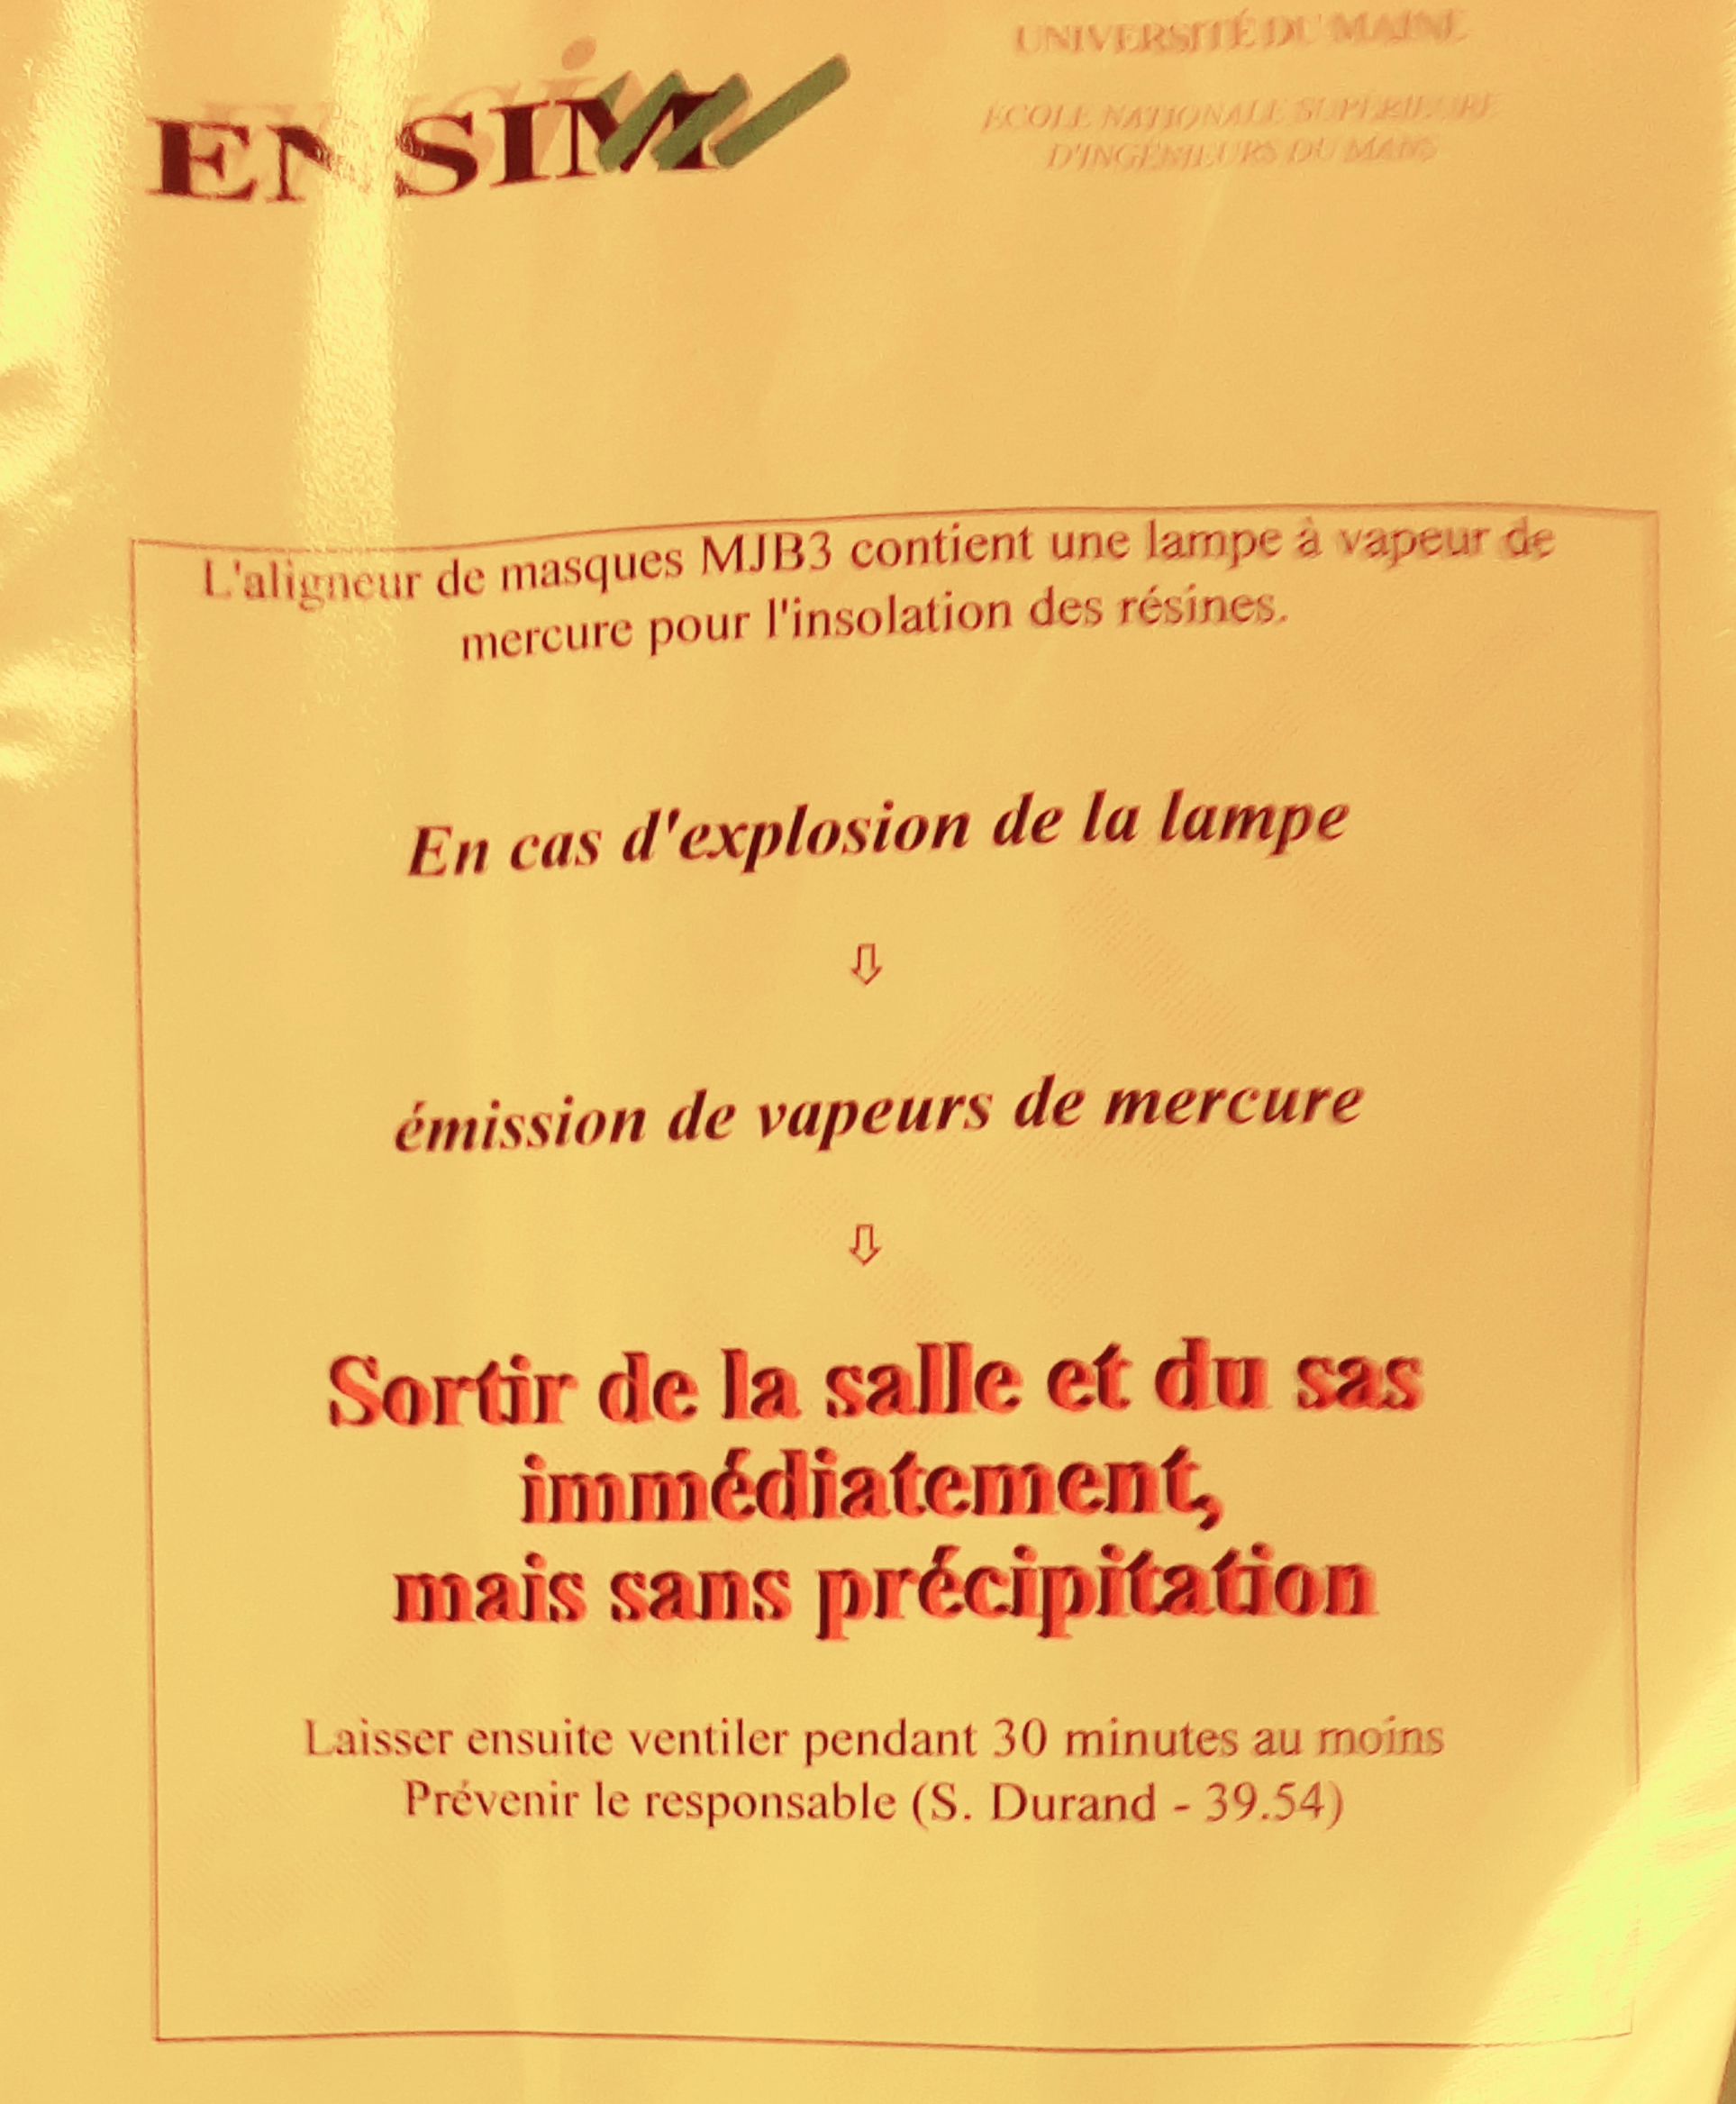 ENSIM
UNIVERSITÉ DU MAINE
ÉCOLE NATIONALE SUPÉRIEURE
D'INGÉNIEURS DU MANS
L'aligneur de masques MJB3 contient une lampe à vapeur de
mercure pour l'insolation des résines.
En cas d'explosion de la lampe
⇩
émission de vapeurs de mercure
⇩
Sortir de la salle et du sas
immédiatement,
mais sans précipitation
Laisser ensuite ventiler pendant 30 minutes au moins
Prévenir le responsable (S. Durand - 39.54)